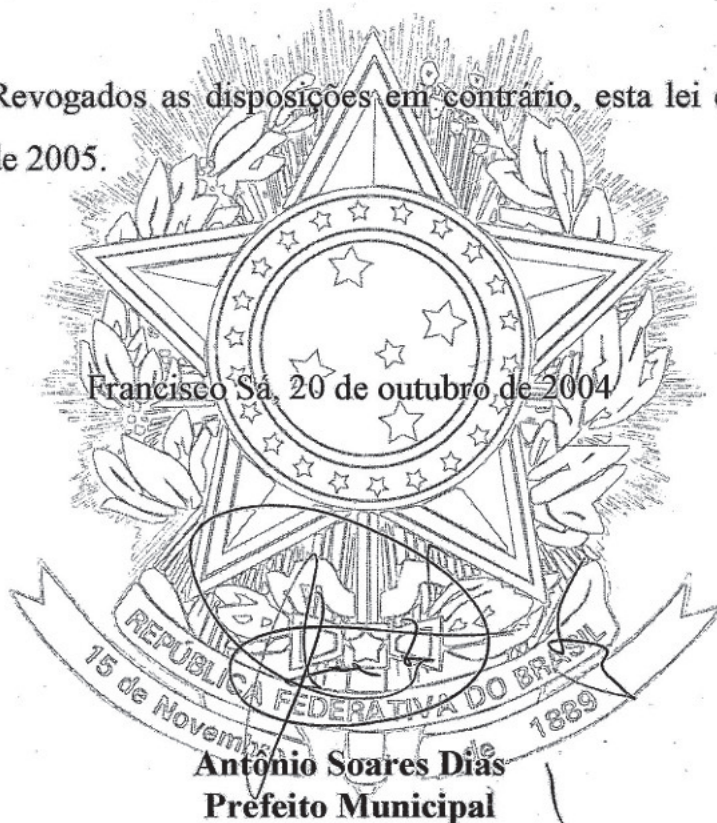 Revogados as disposições em contrário, esta lei
de 2005.
Francisco Sá, 20 de outubro de 2004
REPÚBLICA FEDERATIVA DO BRASIL
15 de Novembro de 1889
Antônio Soares Dias
Prefeito Municipal